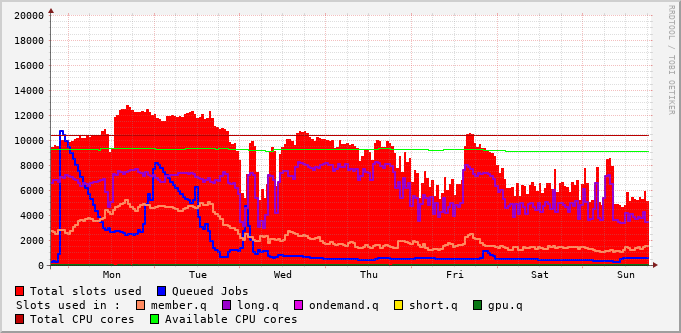 RRDTOOL / TOBI OETIKER
20000
18000
16000
14000
12000
10000
8000
6000
4000
2000
0
Mon Tue Wed Thu Fri Sat Sun
Total slots used Queued Jobs
Slots used in : member.q long.q ondemand.q short.q gpu.q
Total CPU cores Available CPU cores